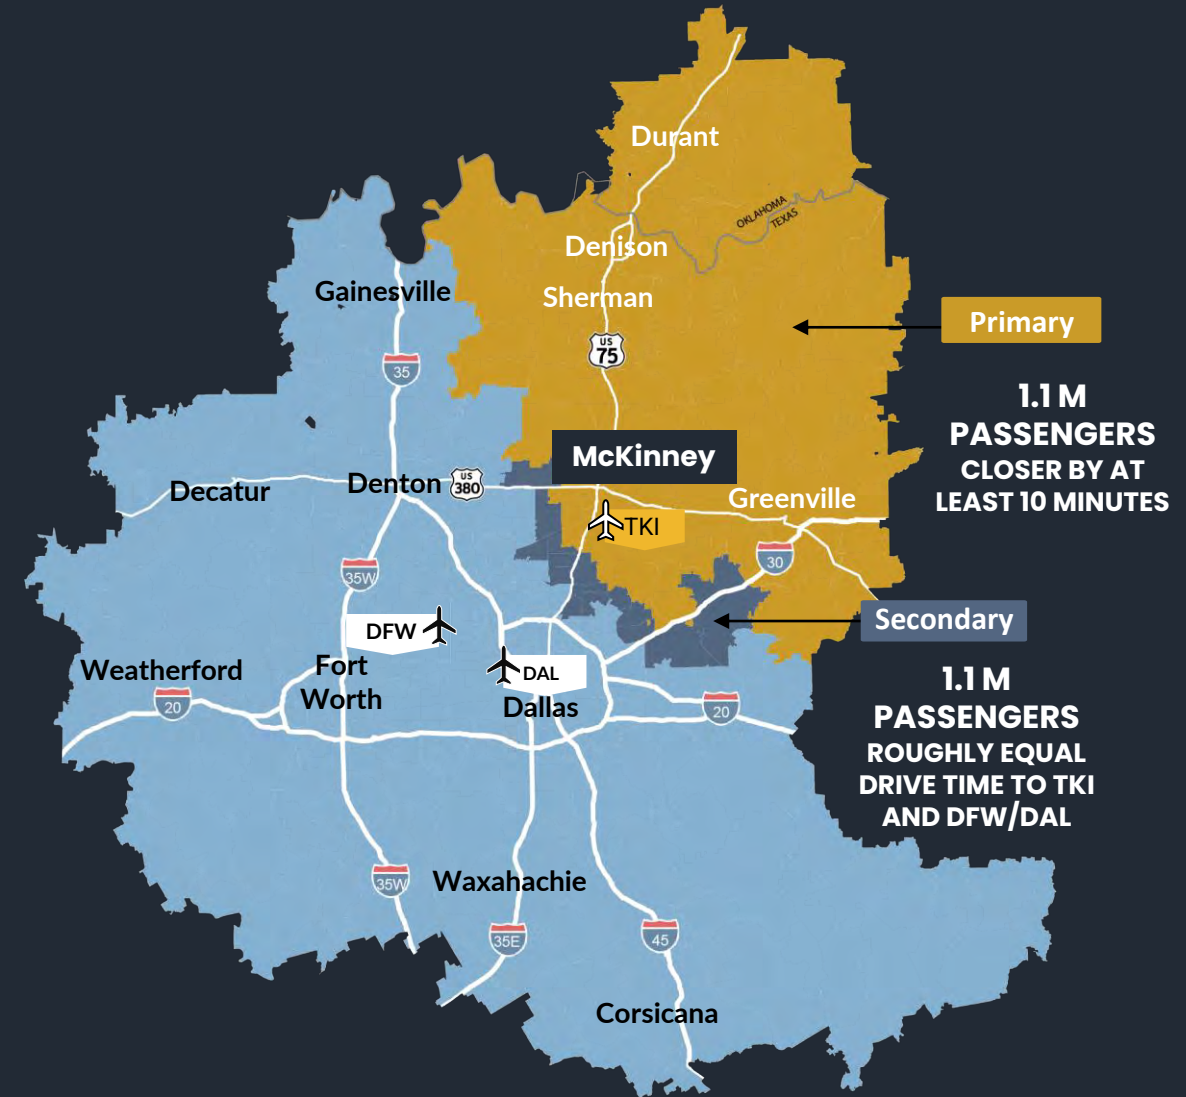 Durant
OKLAHOMA
TEXAS
Denison
Gainesville
Sherman
Primary
US
75
35
1.1 M
PASSENGERS
CLOSER BY AT
LEAST 10 MINUTES
McKinney
Decatur
Denton
US
380
Greenville
TKI
30
35W
DFW
Secondary
Weatherford
Fort
Worth
DAL
Dallas
20
20
1.1 M
PASSENGERS
ROUGHLY EQUAL
DRIVE TIME TO TKI
AND DFW/DAL
35W
Waxahachie
35E
45
Corsicana